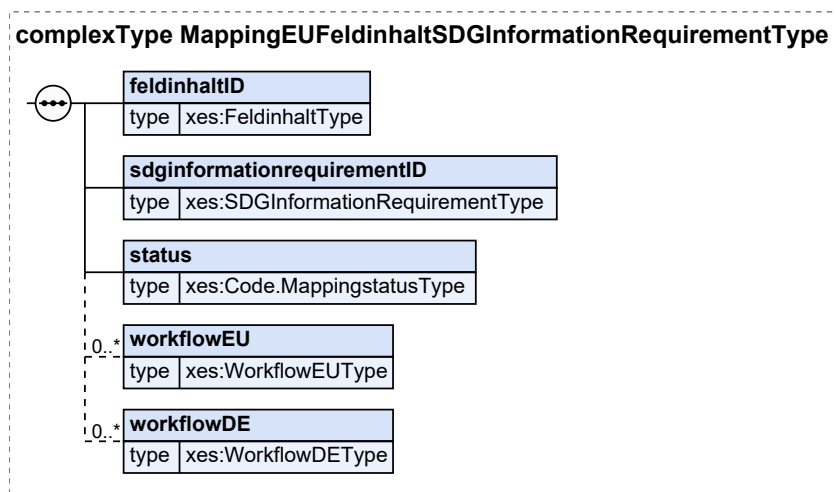 complexType MappingEUFeldinhaltSDGInformationRequirementType
feldinhaltID
type xes:FeldinhaltType
sdginformationrequirementID
type xes:SDGInformationRequirementType
status
type xes:Code.MappingstatusType
0..* workflowEU
type xes:WorkflowEUType
0..* workflowDE
type xes:WorkflowDEType